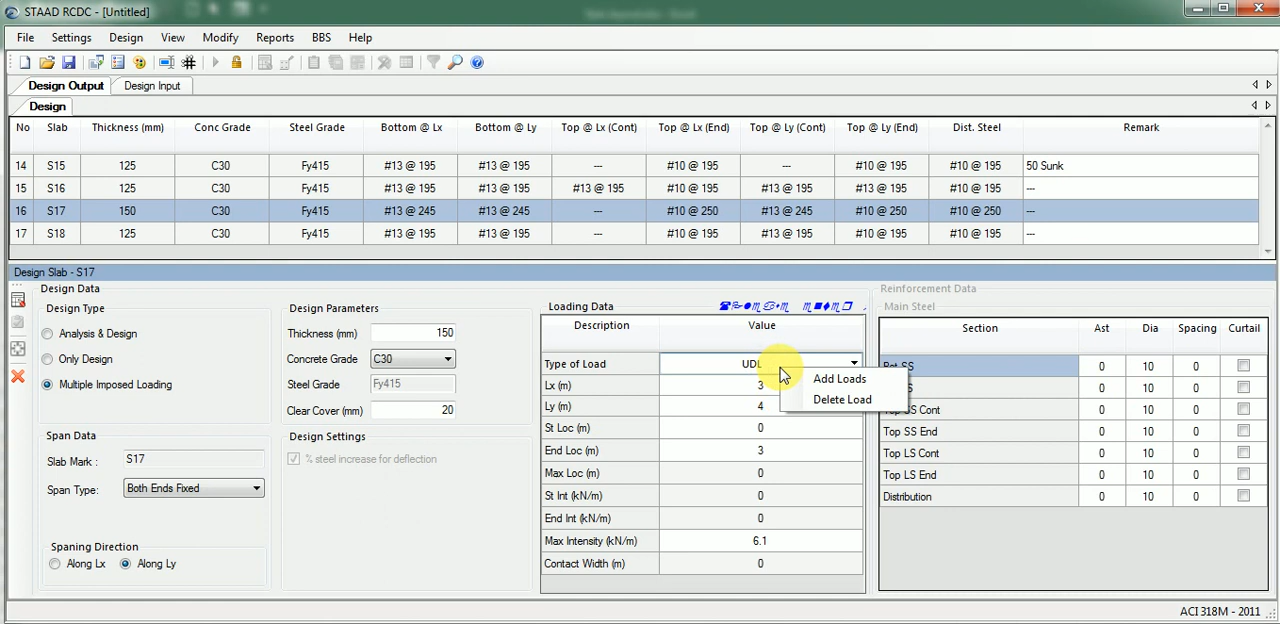 STAAD RCDC - [Untitled]
File Settings Design View Modify Reports BBS Help
Design Output Design Input
Design
No Slab Thickness (mm) Conc Grade Steel Grade Bottom @ Lx Bottom @ Ly Top @ Lx (Cont) Top @ Lx (End) Top @ Ly (Cont) Top @ Ly (End) Dist. Steel Remark
14 S15 125 C30 Fy415 #13 @ 195 #13 @ 195 --- #10 @ 195 --- #10 @ 195 #10 @ 195 50 Sunk
15 S16 125 C30 Fy415 #13 @ 195 #13 @ 195 #13 @ 195 #10 @ 195 #13 @ 195 #10 @ 195 #10 @ 195 ---
16 S17 150 C30 Fy415 #13 @ 245 #13 @ 245 --- #10 @ 250 #13 @ 245 #10 @ 250 #10 @ 250 ---
17 S18 125 C30 Fy415 #13 @ 195 #13 @ 195 --- #10 @ 195 #13 @ 195 #10 @ 195 #10 @ 195 ---
Design Slab - S17
Design Data
Design Type
Analysis & Design
Only Design
Multiple Imposed Loading
Span Data
Slab Mark : S17
Span Type: Both Ends Fixed
Spaning Direction
Along Lx Along Ly
Design Parameters
Thickness (mm) 150
Concrete Grade C30
Steel Grade Fy415
Clear Cover (mm) 20
Design Settings
% steel increase for deflection
Loading Data
Description Value
Type of Load UDL
Lx (m) 3
Ly (m) 4
St Loc (m) 0
End Loc (m) 3
Max Loc (m) 0
St Int (kN/m) 0
End Int (kN/m) 0
Max Intensity (kN/m) 6.1
Contact Width (m) 0
Add Loads
Delete Load
Reinforcement Data
Main Steel
Section Ast Dia Spacing Curtail
Bot SS 0 10 0
0 10 0
Top SS Cont 0 10 0
Top SS End 0 10 0
Top LS Cont 0 10 0
Top LS End 0 10 0
Distribution 0 10 0
ACI 318M - 2011